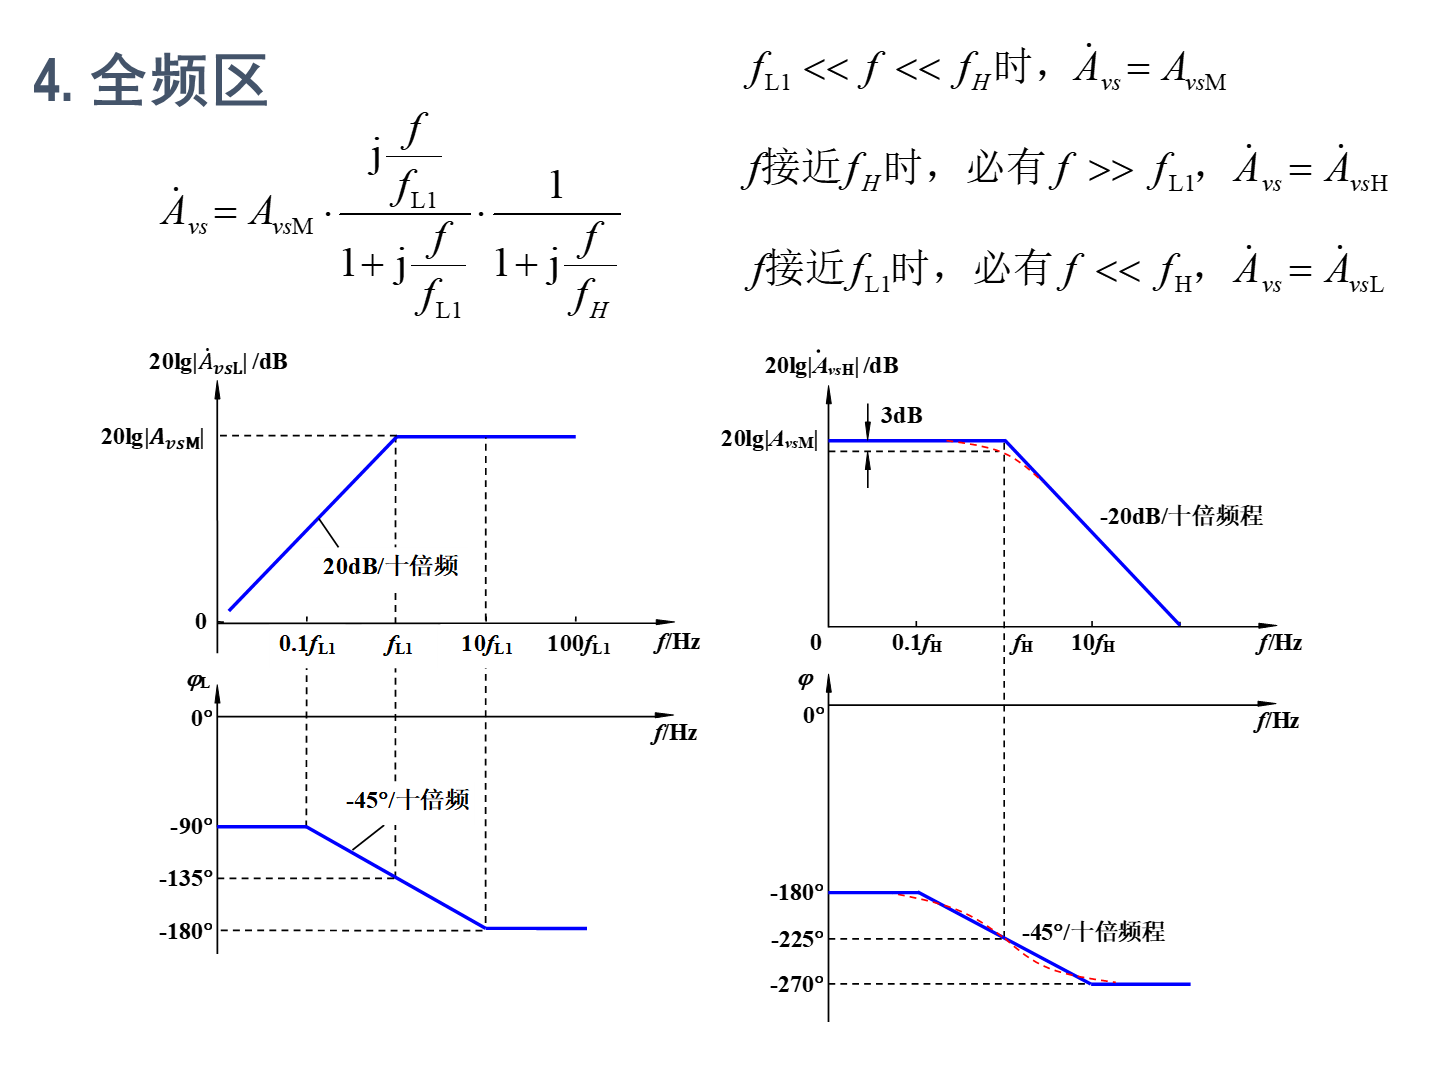 4. 全频区
Ȧvs = AvsM · (j f/fL1)/(1+ j f/fL1) · 1/(1+ j f/fH)
fL1 << f << fH时，Ȧvs = AvsM
f接近fH时，必有 f >> fL1，Ȧvs = ȦvsH
f接近fL1时，必有 f << fH，Ȧvs = ȦvsL
20lg|ȦvsL| /dB
20lg|AvsM|
20dB/十倍频
0
0.1fL1 fL1 10fL1 100fL1 f/Hz
φL
0°
f/Hz
-45°/十倍频
-90°
-135°
-180°
20lg|ȦvsH| /dB
3dB
20lg|AvsM|
-20dB/十倍频程
0 0.1fH fH 10fH f/Hz
φ
0°
f/Hz
-180°
-225°
-45°/十倍频程
-270°